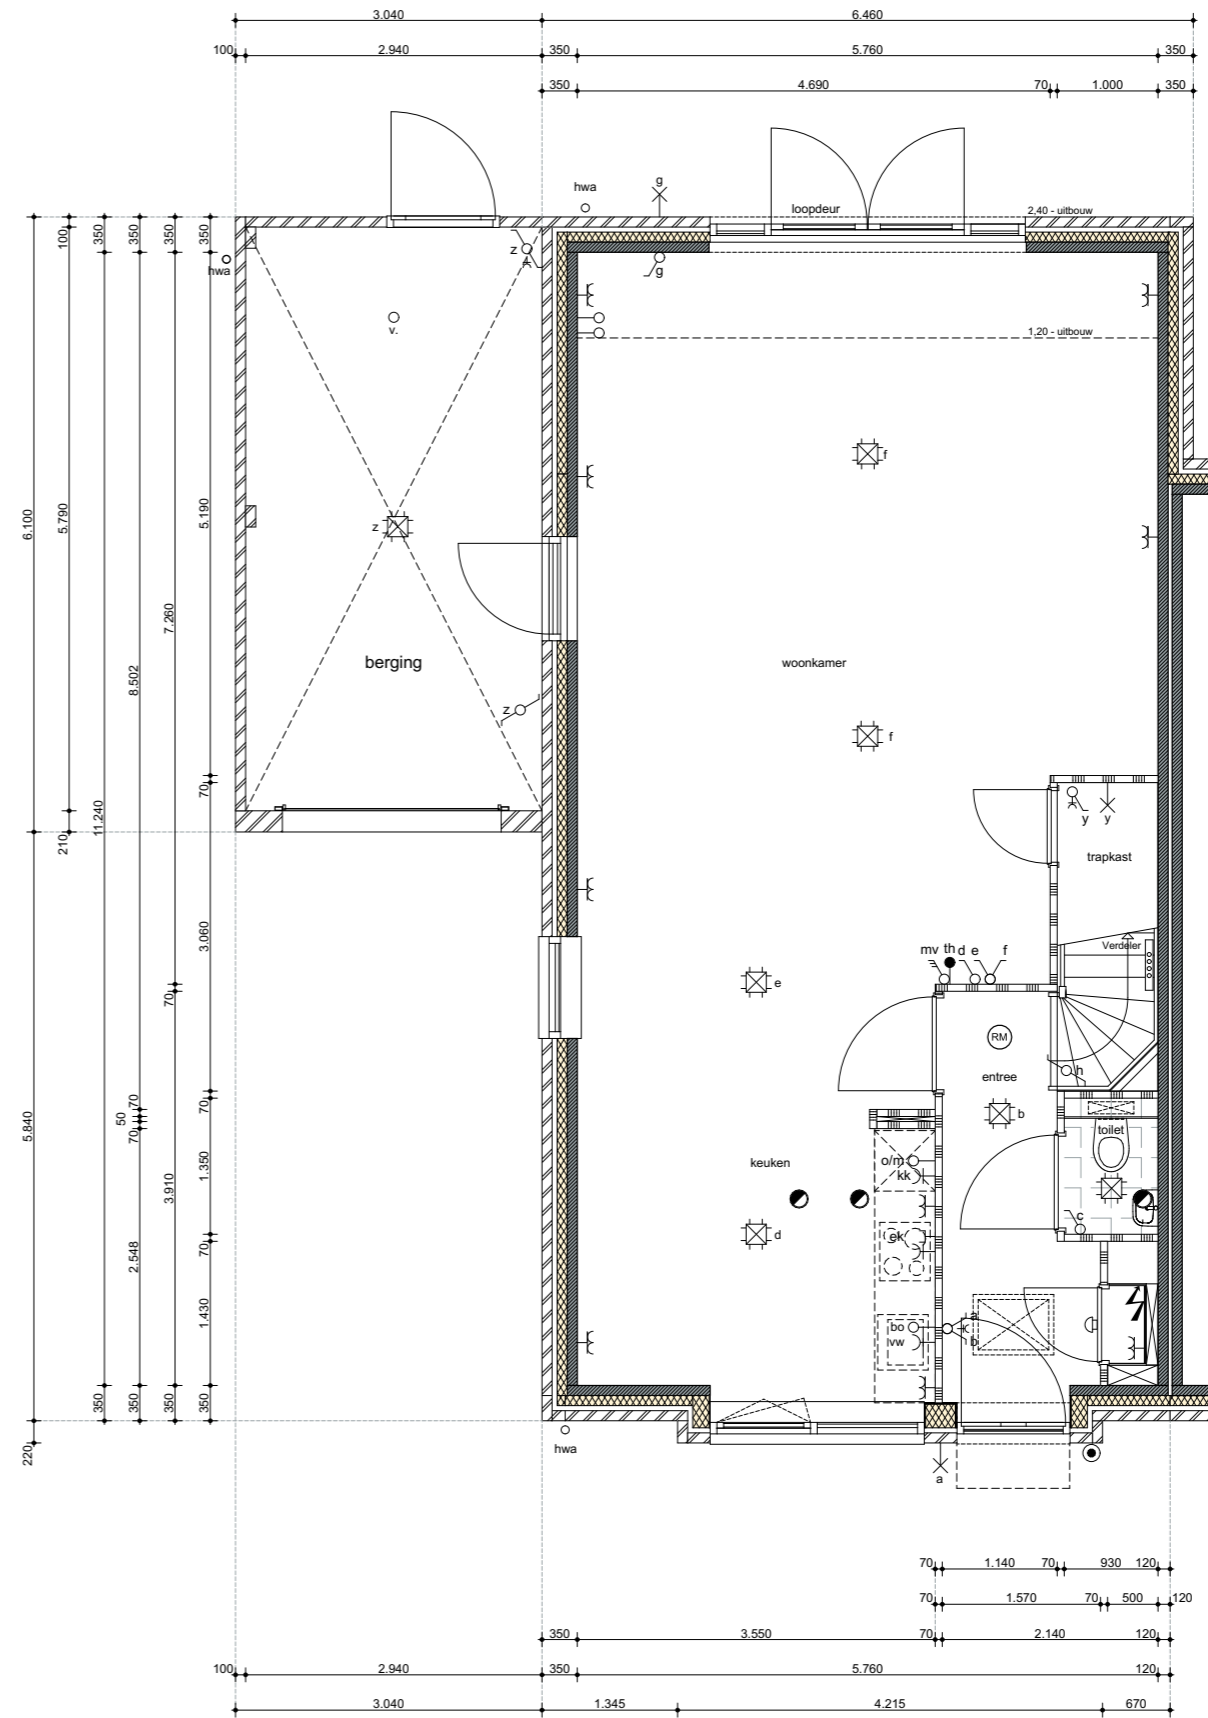 3.040 6.460
100 2.940 350 5.760 350
350 4.690 70 1.000 350
g
hwa
loopdeur
2,40 - uitbouw
350 100 350 350 350
z
hwa
g
v.
1,20 - uitbouw
f
6.100 5.790 5.190
z
7.260
berging
woonkamer
8.502
z
f
70
11.240
210
y y
trapkast
3.060
mv th d e f
Verdeler
e
70
RM
h
entree
70 70
50
b
toilet
5.840
70
1.350
keuken
o/m
kk
3.910
c
ek
d
70
2.548
1.430
a
bo
vw
b
350 350 350 350
220
hwa
a
70 1.140 70 930 120
70 1.570 70 500 120
350 3.550 70 2.140 120
100 2.940 350 5.760 120
3.040 1.345 4.215 670